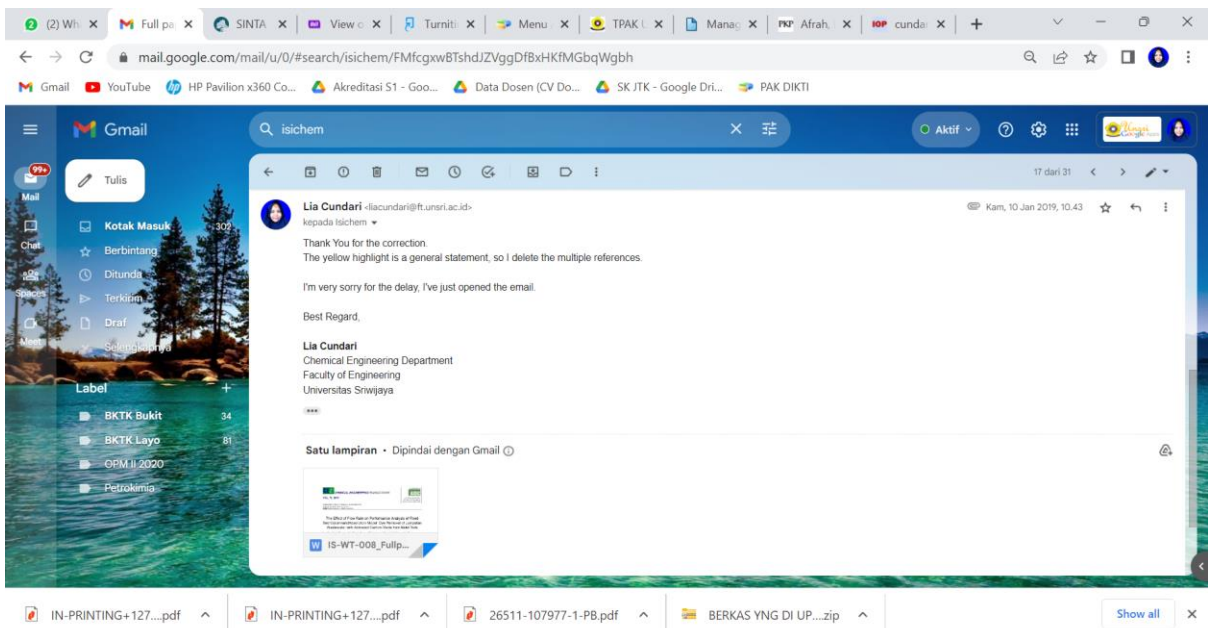 (2) Wh
Full pa
SINTA
View o
Turniti
Menu
TPAK U
Manag
PKP Afrah,
IOP cundar
mail.google.com/mail/u/0/#search/isichem/FMfcgxwBTshdJZVggDfBxHKfMGbqWgbh
Gmail
YouTube
HP Pavilion x360 Co...
Akreditasi S1 - Goo...
Data Dosen (CV Do...
SK JTK - Google Dri...
PAK DIKTI
Gmail
isichem
Aktif
99+
Mail
Chat
Spaces
Meet
Tulis
Kotak Masuk 302
Berbintang
Ditunda
Terkirim
Draf
Selengkapnya
Label
BKTK Bukit 34
BKTK Layo 81
OPM II 2020
Petrokimia
17 dari 31
Lia Cundari <liacundari@ft.unsri.ac.id>
Kam, 10 Jan 2019, 10.43
kepada Isichem
Thank You for the correction.
The yellow highlight is a general statement, so I delete the multiple references.
I'm very sorry for the delay, I've just opened the email.
Best Regard,
Lia Cundari
Chemical Engineering Department
Faculty of Engineering
Universitas Sriwijaya
Satu lampiran • Dipindai dengan Gmail
W IS-WT-008_Fullp...
IN-PRINTING+127....pdf
IN-PRINTING+127....pdf
26511-107977-1-PB.pdf
BERKAS YNG DI UP....zip
Show all